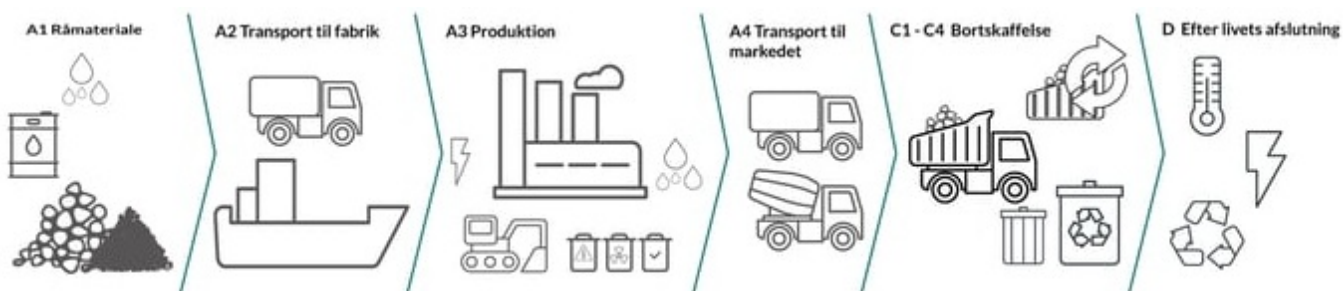 A1 Råmateriale
A2 Transport til fabrik
A3 Produktion
A4 Transport til
markedet
C1 - C4 Bortskaffelse
D Efter livets afslutning